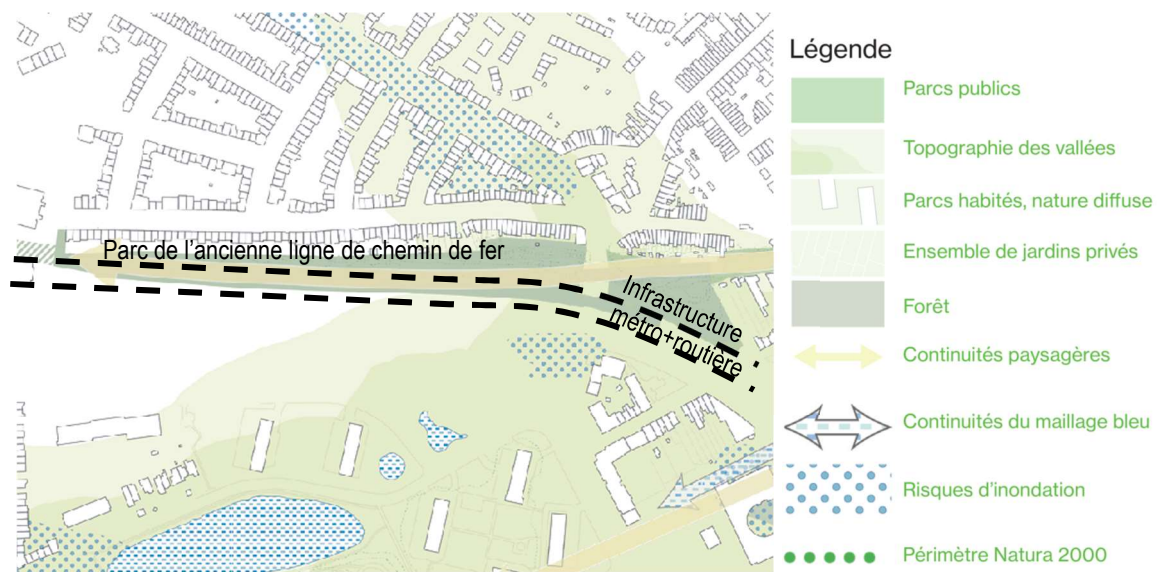 Parc de l'ancienne ligne de chemin de fer
Infrastructure
métro+routière
Légende
Parcs publics
Topographie des vallées
Parcs habités, nature diffuse
Ensemble de jardins privés
Forêt
Continuités paysagères
Continuités du maillage bleu
Risques d'inondation
Périmètre Natura 2000